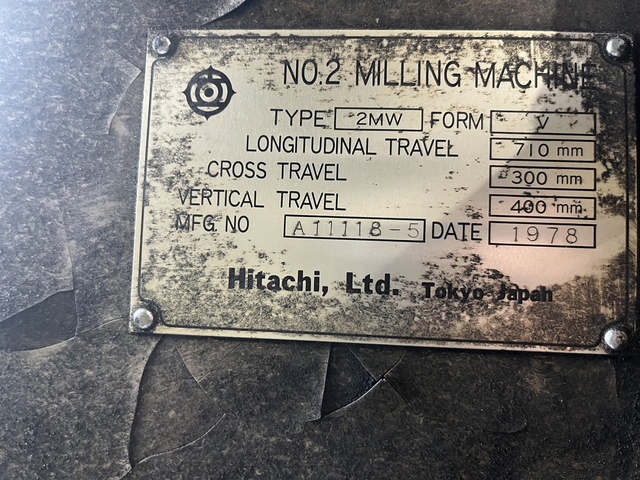 NO.2 MILLING MACHINE
TYPE 2MW FORM V
LONGITUDINAL TRAVEL 710 mm
CROSS TRAVEL 300 mm
VERTICAL TRAVEL 400 mm
MFG. NO A11118-5 DATE 1978
Hitachi, Ltd. Tokyo Japan